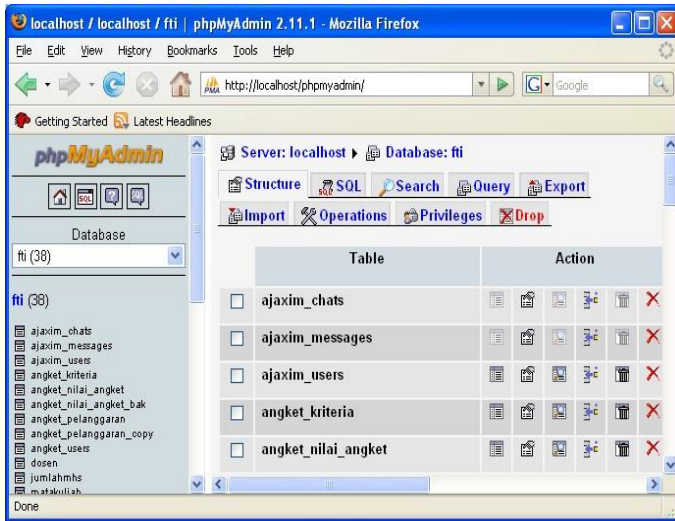 localhost / localhost / fti | phpMyAdmin 2.11.1 - Mozilla Firefox
File Edit View History Bookmarks Tools Help
PMA http://localhost/phpmyadmin/ G Google
Getting Started Latest Headlines
phpMyAdmin
SQL
Database
fti (38)
fti (38)
ajaxim_chats
ajaxim_messages
ajaxim_users
angket_kriteria
angket_nilai_angket
angket_nilai_angket_bak
angket_pelanggaran
angket_pelanggaran_copy
angket_users
dosen
jumlahmhs
matakuliah
Server: localhost Database: fti
Structure SQL Search Query Export
Import Operations Privileges Drop
Table Action
ajaxim_chats
ajaxim_messages
ajaxim_users
angket_kriteria
angket_nilai_angket
Done